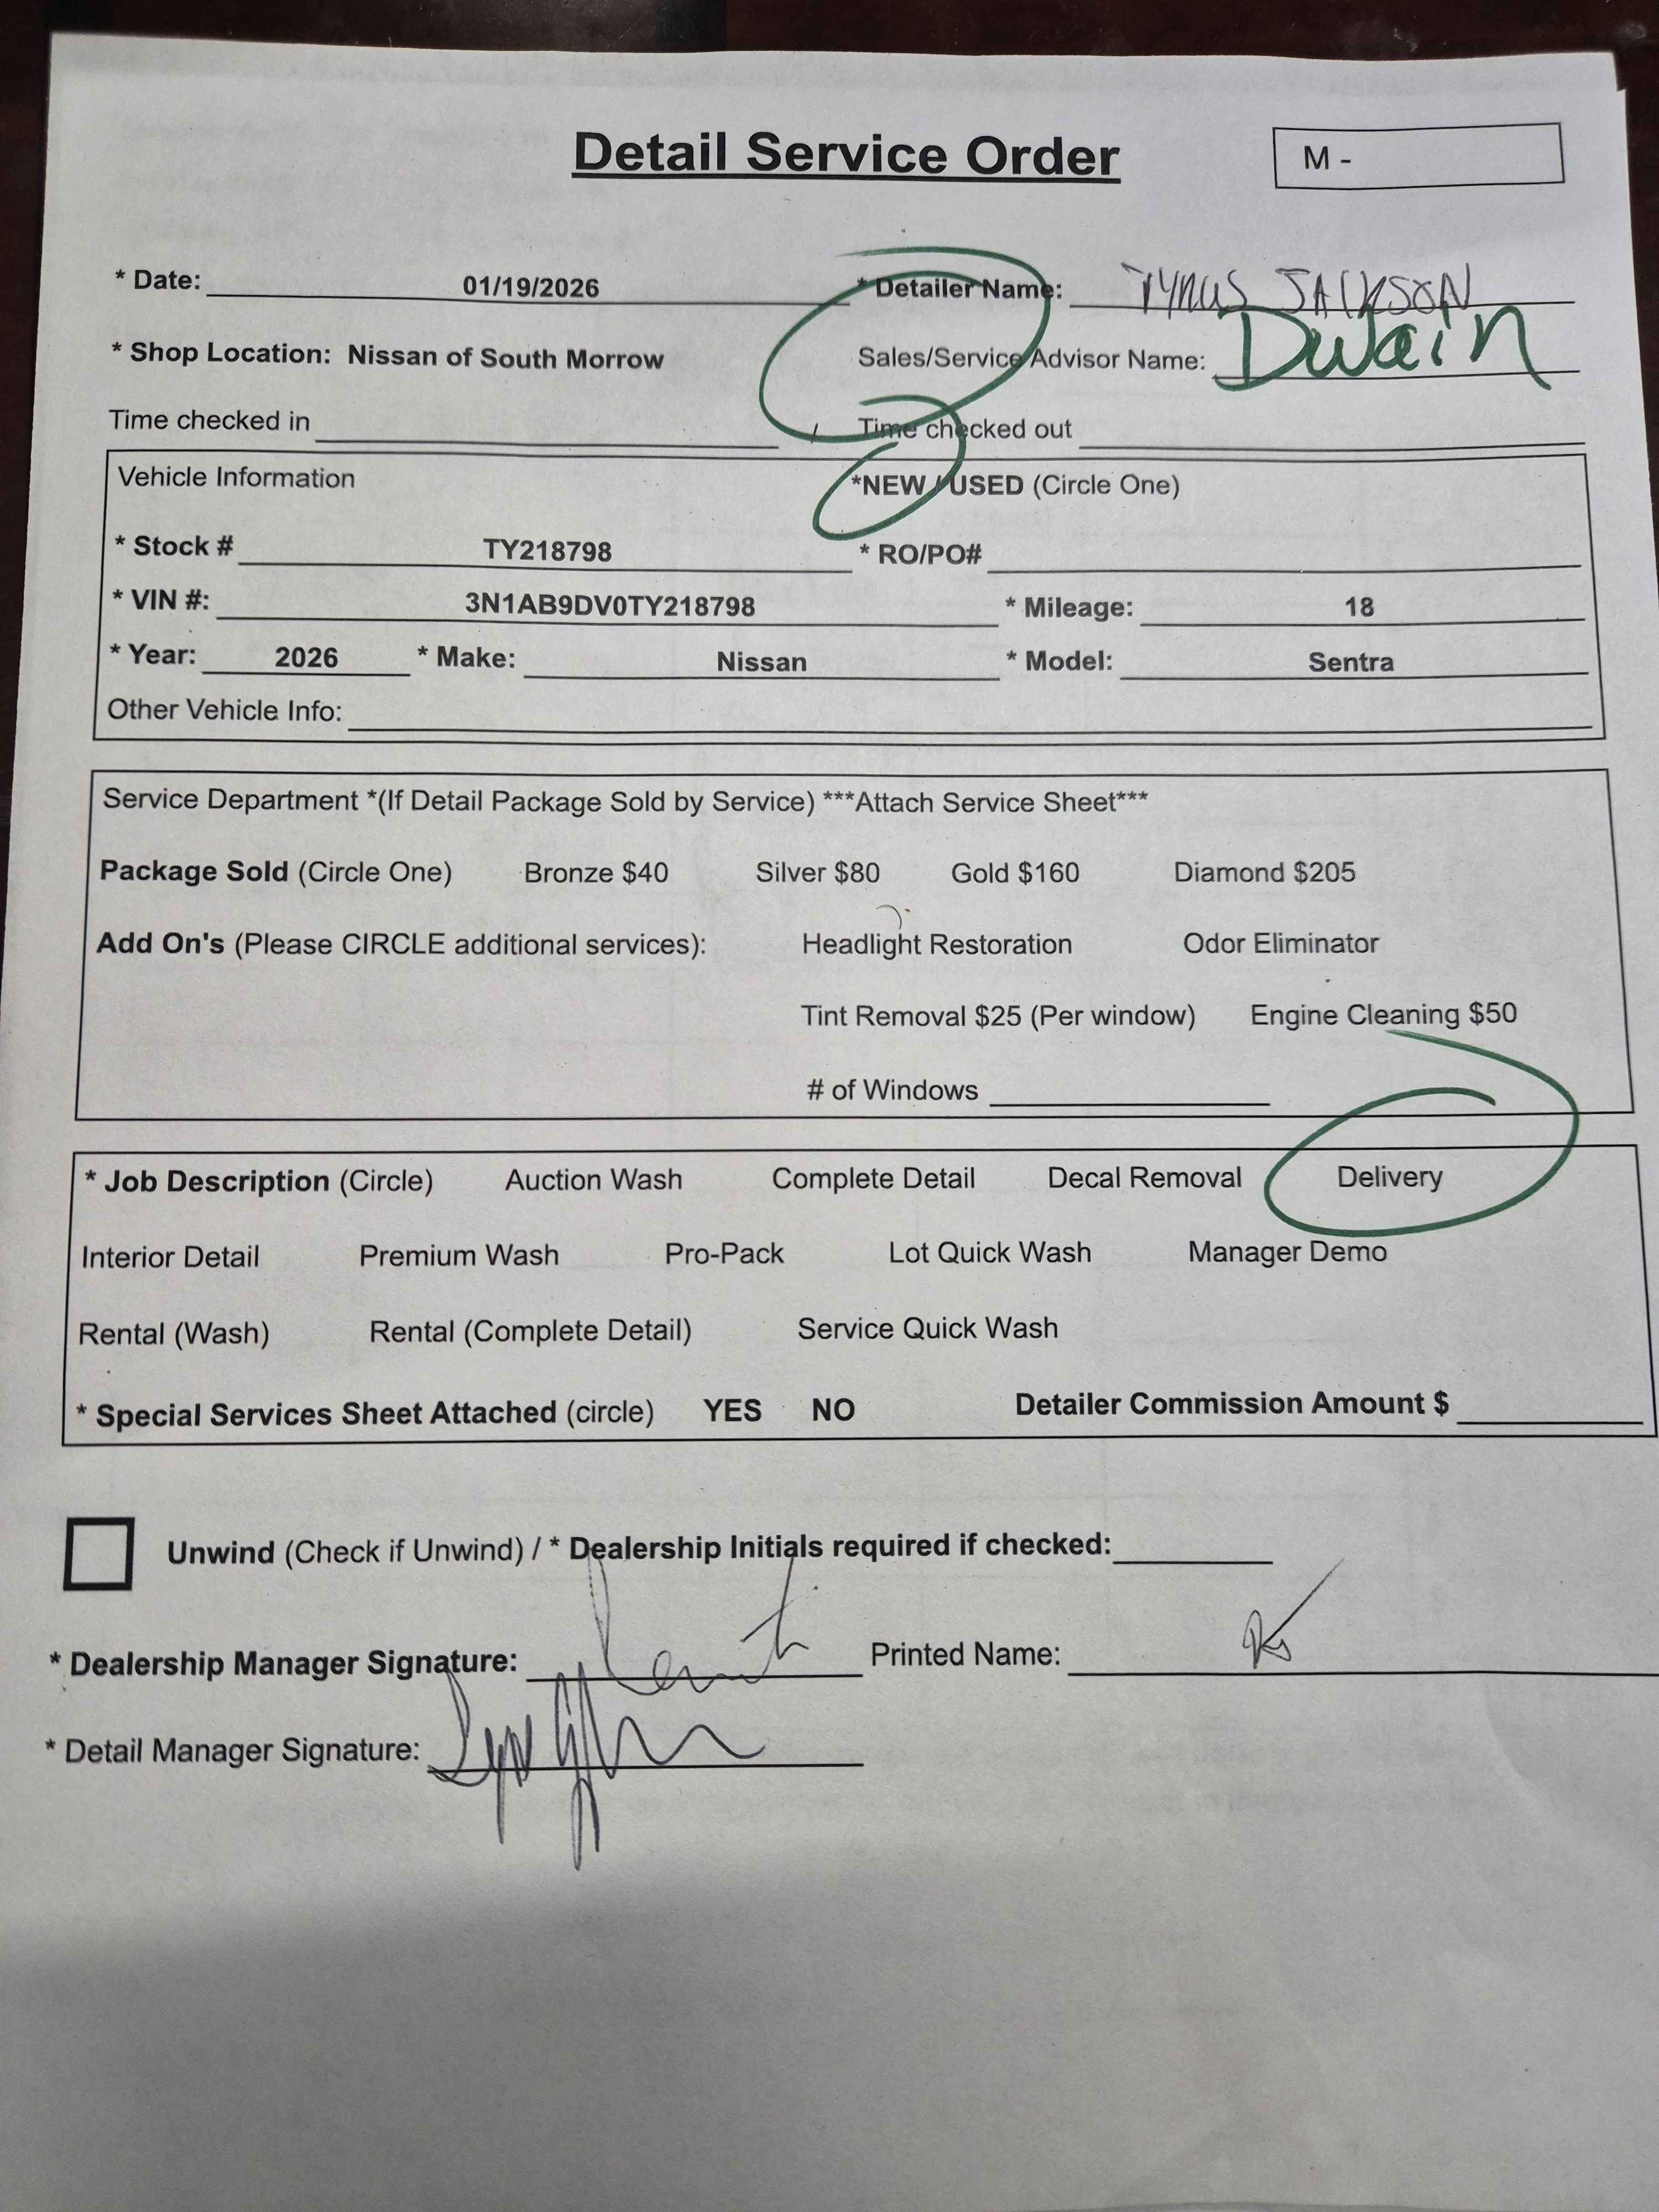 Detail Service Order
M -
* Date: 01/19/2026 * Detailer Name: TYRUS JACKSON
* Shop Location: Nissan of South Morrow Sales/Service Advisor Name: Dwain
Time checked in Time checked out
Vehicle Information *NEW / USED (Circle One)
* Stock # TY218798 * RO/PO#
* VIN #: 3N1AB9DV0TY218798 * Mileage: 18
* Year: 2026 * Make: Nissan * Model: Sentra
Other Vehicle Info:
Service Department *(If Detail Package Sold by Service) ***Attach Service Sheet***
Package Sold (Circle One) Bronze $40 Silver $80 Gold $160 Diamond $205
Add On's (Please CIRCLE additional services): Headlight Restoration Odor Eliminator
Tint Removal $25 (Per window) Engine Cleaning $50
# of Windows
* Job Description (Circle) Auction Wash Complete Detail Decal Removal Delivery
Interior Detail Premium Wash Pro-Pack Lot Quick Wash Manager Demo
Rental (Wash) Rental (Complete Detail) Service Quick Wash
* Special Services Sheet Attached (circle) YES NO Detailer Commission Amount $
Unwind (Check if Unwind) / * Dealership Initials required if checked:
* Dealership Manager Signature: Printed Name:
* Detail Manager Signature: